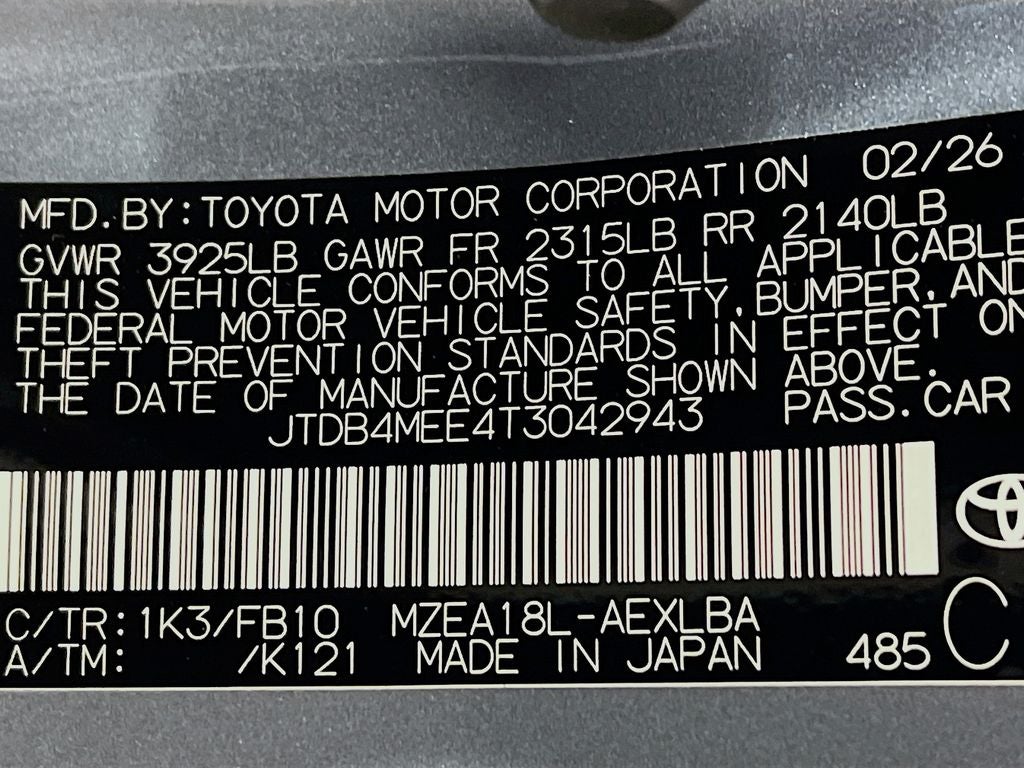 MFD. BY: TOYOTA MOTOR CORPORATION 02/26
GVWR 3925LB GAWR FR 2315LB RR 2140LB
THIS VEHICLE CONFORMS TO ALL APPLICABLE
FEDERAL MOTOR VEHICLE SAFETY, BUMPER, AND
THEFT PREVENTION STANDARDS IN EFFECT ON
THE DATE OF MANUFACTURE SHOWN ABOVE.
JTDB4MEE4T3042943 PASS. CAR
C/TR: 1K3/FB10 MZEA18L-AEXLBA
A/TM: /K121 MADE IN JAPAN 485 C